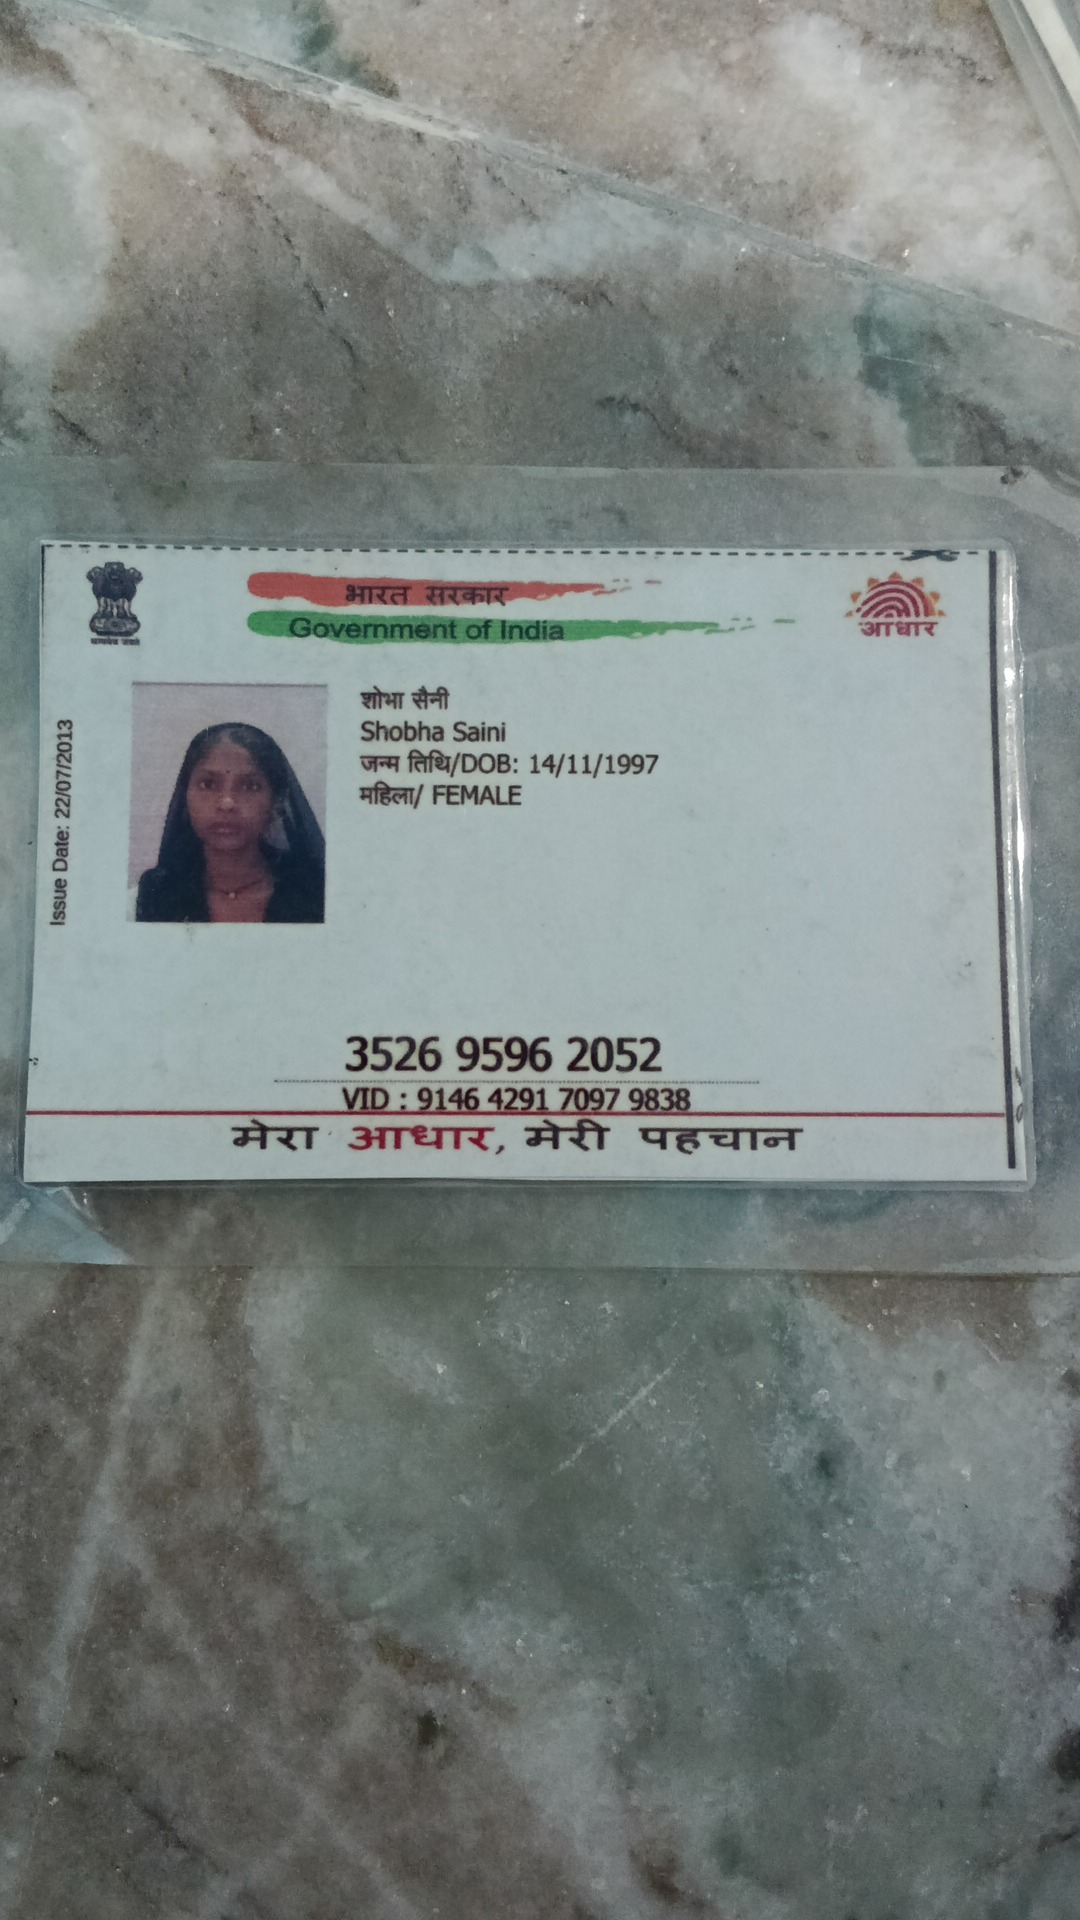 भारत सरकार
Government of India
आधार
शोभा सैनी
Shobha Saini
जन्म तिथि/DOB: 14/11/1997
महिला/ FEMALE
Issue Date: 22/07/2013
3526 9596 2052
VID : 9146 4291 7097 9838
मेरा आधार, मेरी पहचान